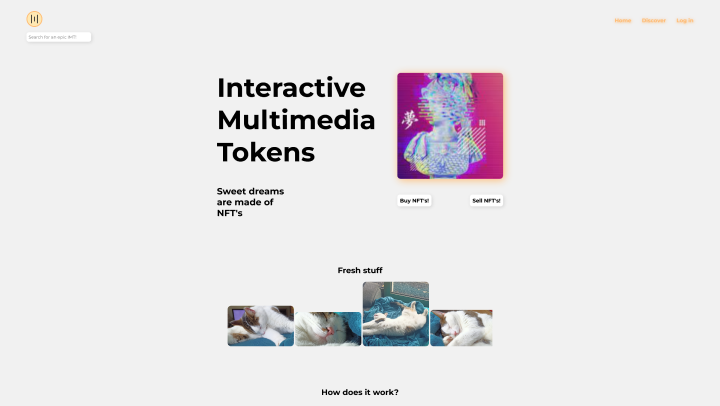 Home Discover Log in
Search for an epic NFT
Interactive
Multimedia
Tokens
夢
Sweet dreams
are made of
NFT's
Buy NFT's! Sell NFT's!
Fresh stuff
How does it work?